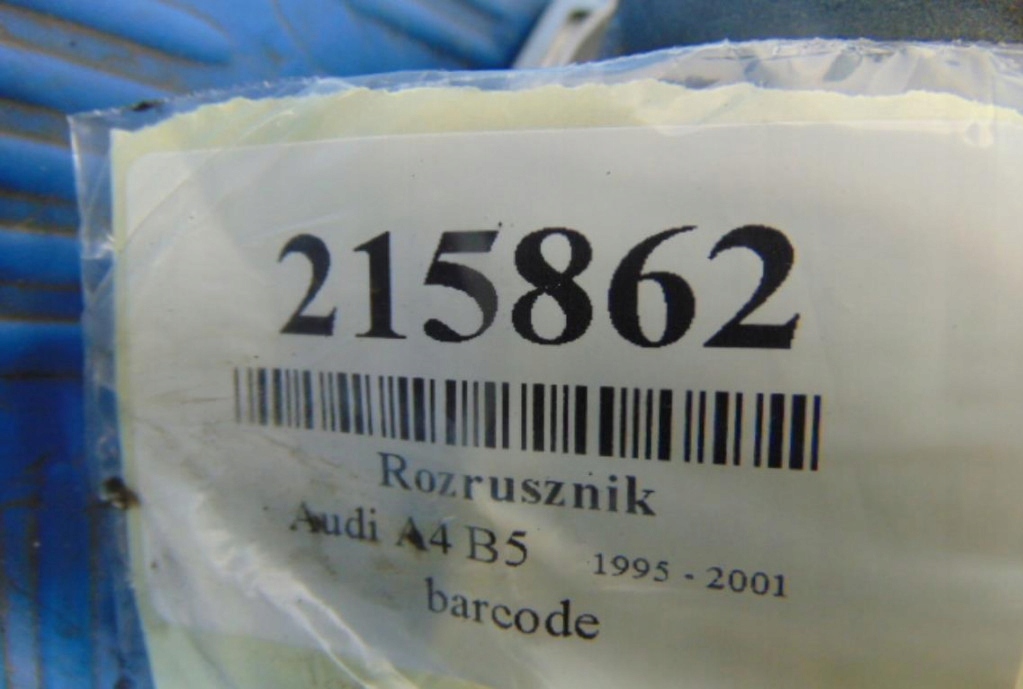 215862
Rozrusznik
Audi A4 B5 1995 - 2001
barcode